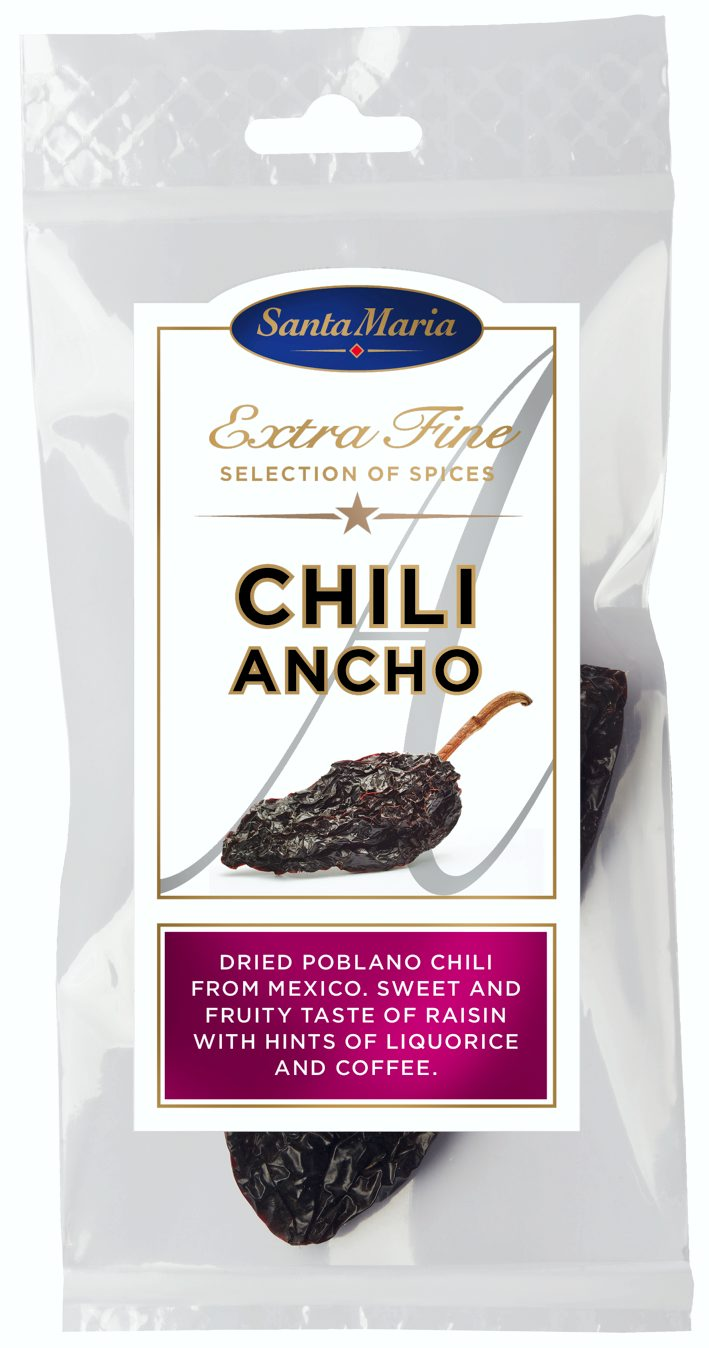 Santa Maria
Extra Fine
SELECTION OF SPICES
A
CHILI
ANCHO
DRIED POBLANO CHILI
FROM MEXICO. SWEET AND
FRUITY TASTE OF RAISIN
WITH HINTS OF LIQUORICE
AND COFFEE.